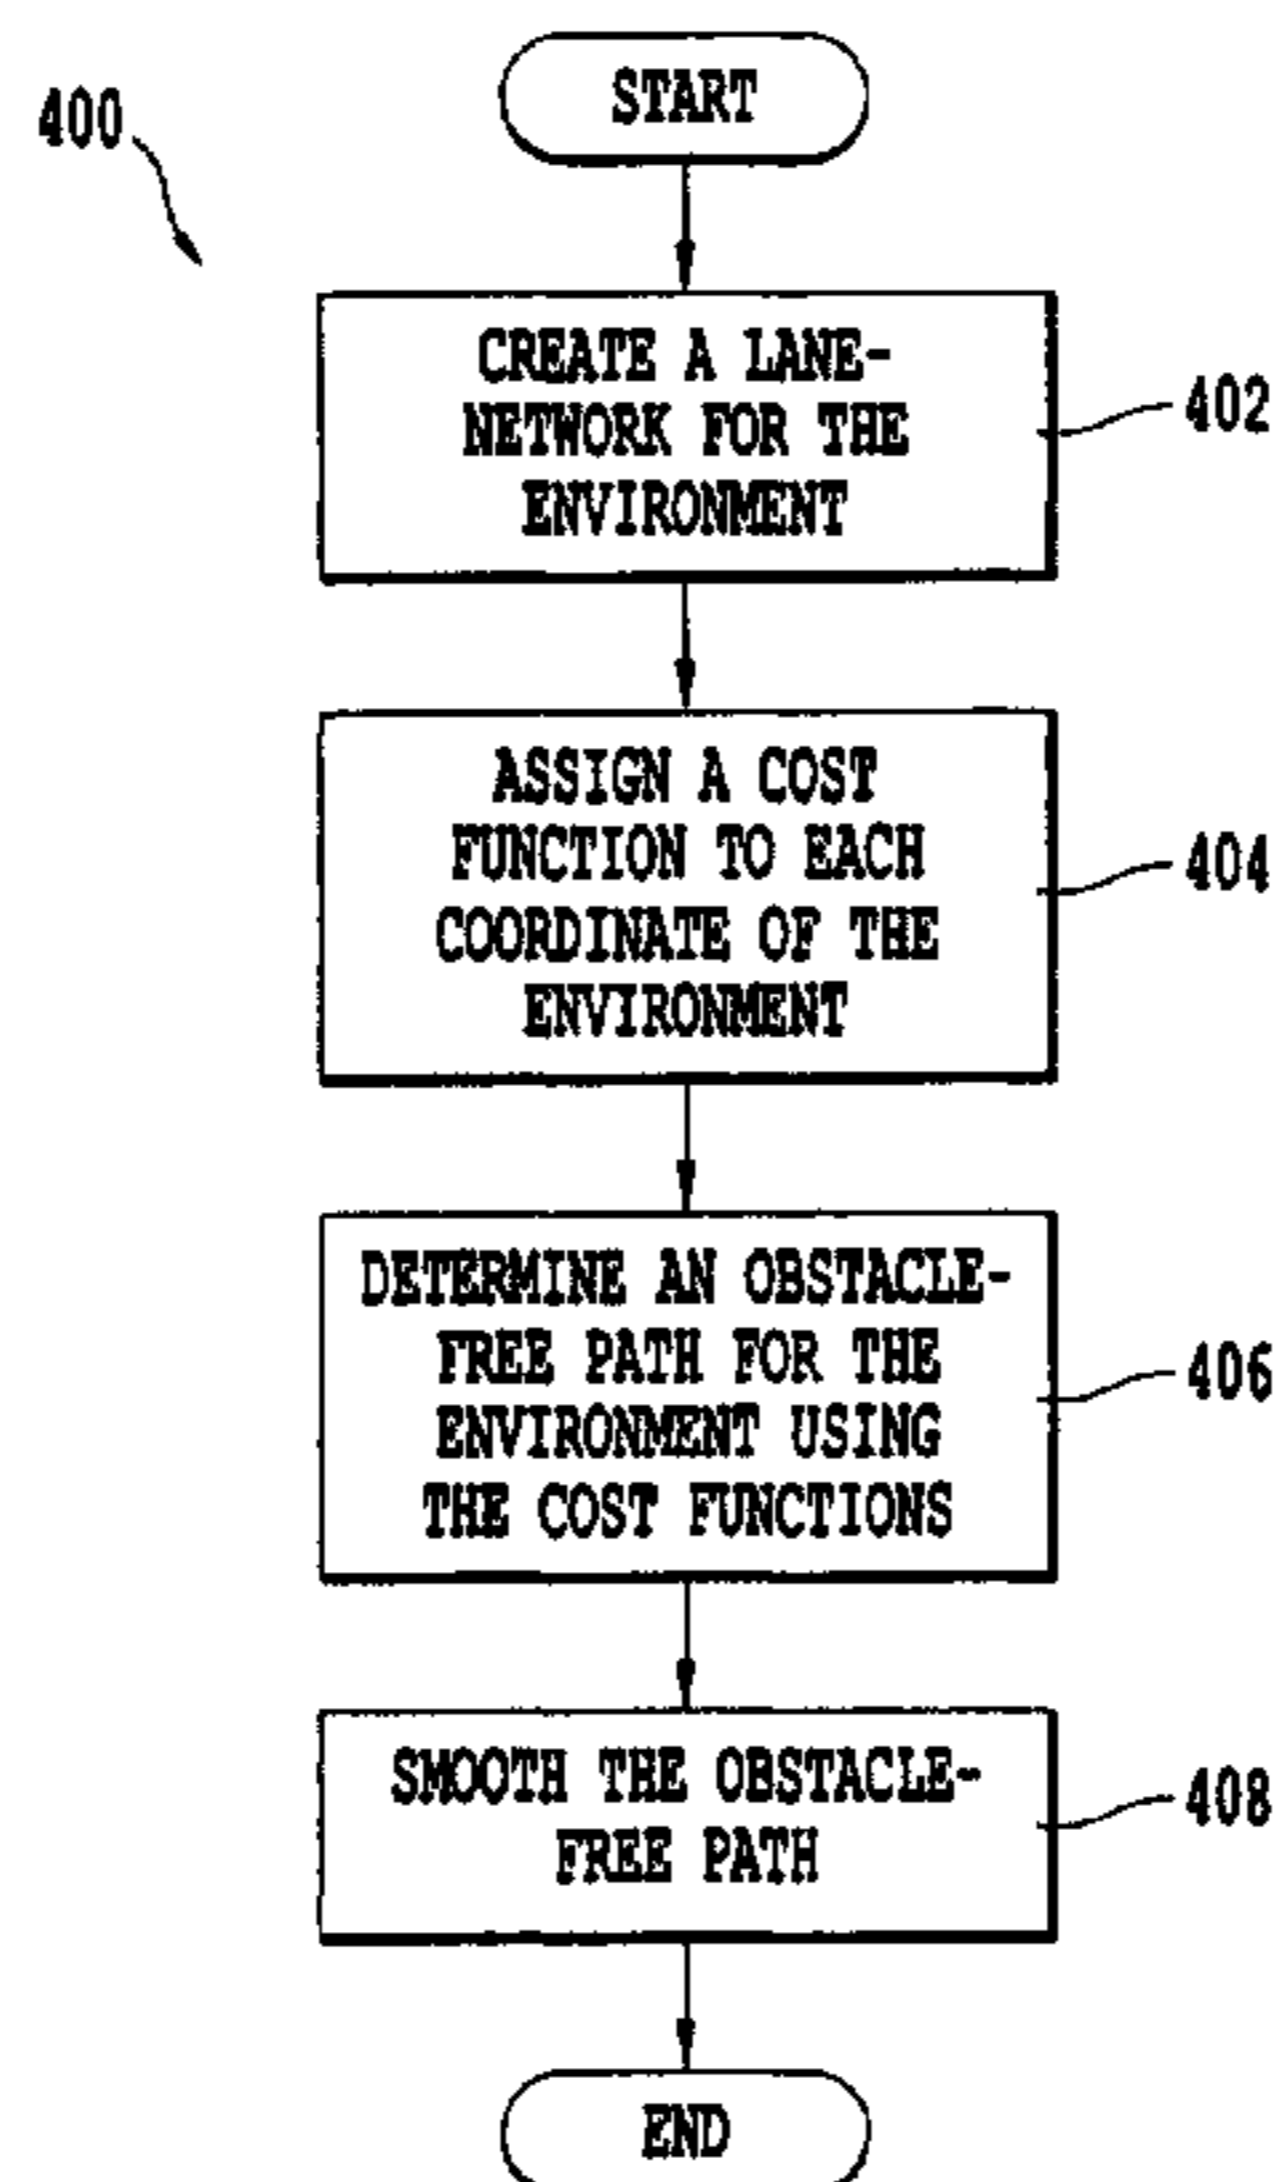 START
400
CREATE A LANE-
NETWORK FOR THE
ENVIRONMENT
402
ASSIGN A COST
FUNCTION TO EACH
COORDINATE OF THE
ENVIRONMENT
404
DETERMINE AN OBSTACLE-
FREE PATH FOR THE
ENVIRONMENT USING
THE COST FUNCTIONS
406
SMOOTH THE OBSTACLE-
FREE PATH
408
END